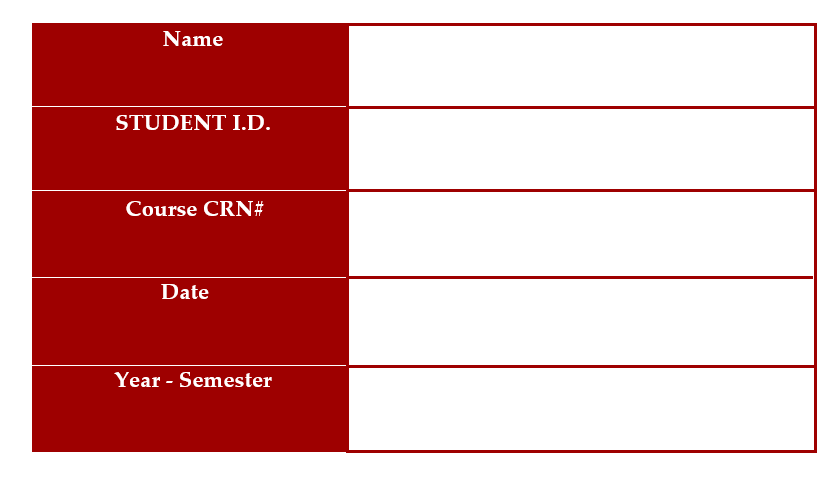 Name
STUDENT I.D.
Course CRN#
Date
Year - Semester